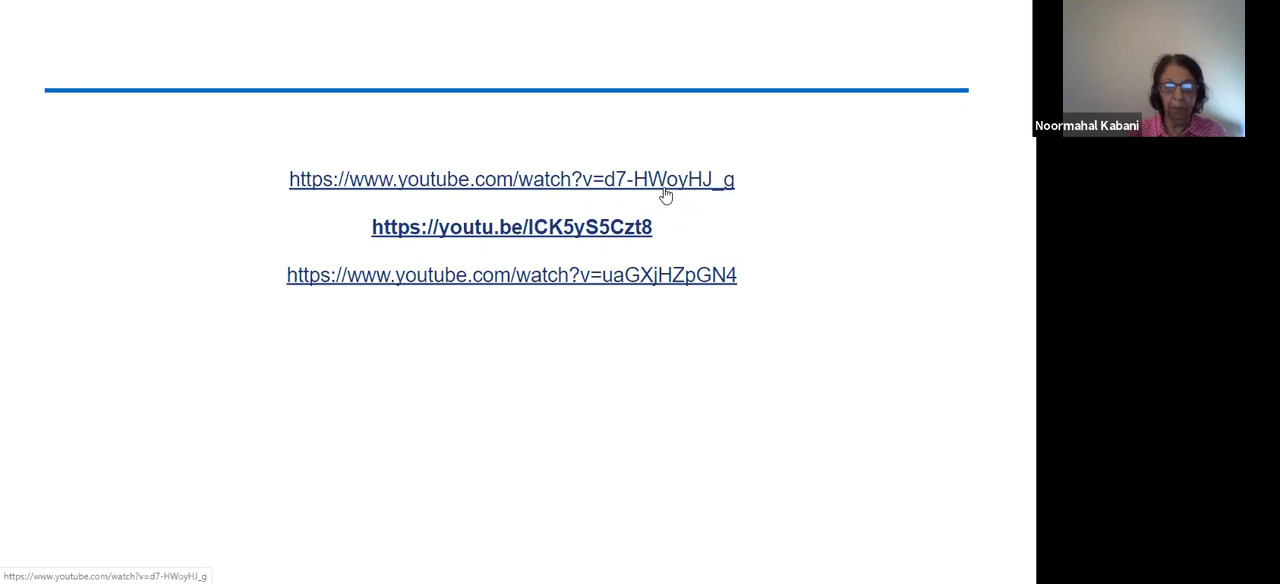 https://www.youtube.com/watch?v=d7-HWoyHJ_g
https://youtu.be/ICK5yS5Czt8
https://www.youtube.com/watch?v=uaGXjHZpGN4
Noormahal Kabani
https://www.youtube.com/watch?v=d7-HWoyHJ_g